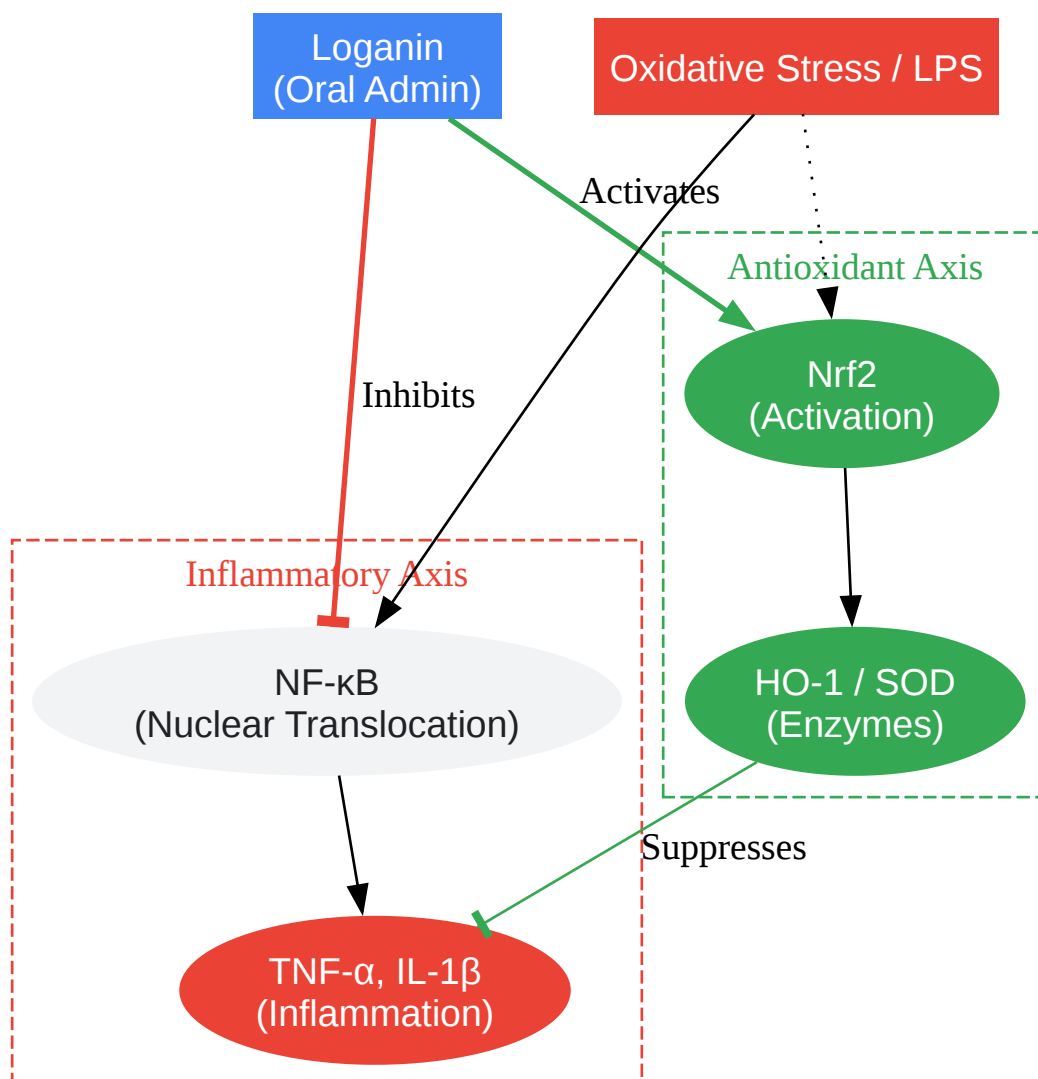 Loganin
(Oral Admin)
Oxidative Stress / LPS
Activates
Antioxidant Axis
Nrf2
(Activation)
Inhibits
Inflammatory Axis
NF-κB
(Nuclear Translocation)
HO-1 / SOD
(Enzymes)
Suppresses
TNF-α, IL-1β
(Inflammation)